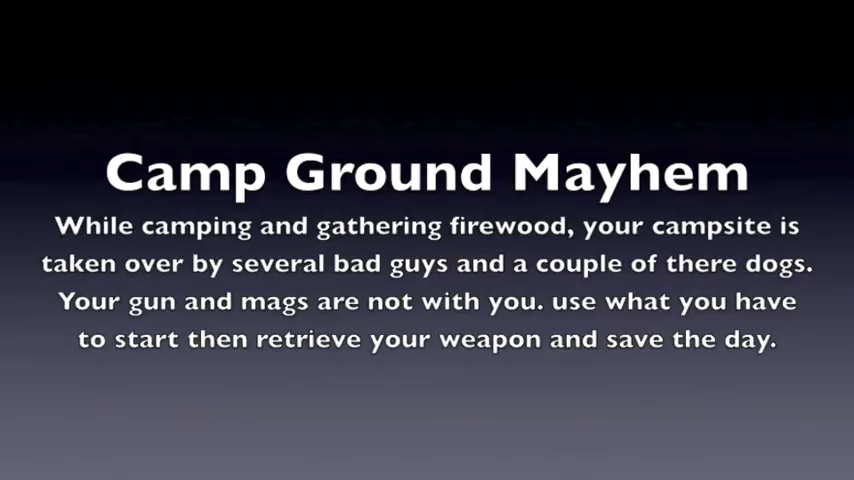 Camp Ground Mayhem
While camping and gathering firewood, your campsite is
taken over by several bad guys and a couple of there dogs.
Your gun and mags are not with you. use what you have
to start then retrieve your weapon and save the day.